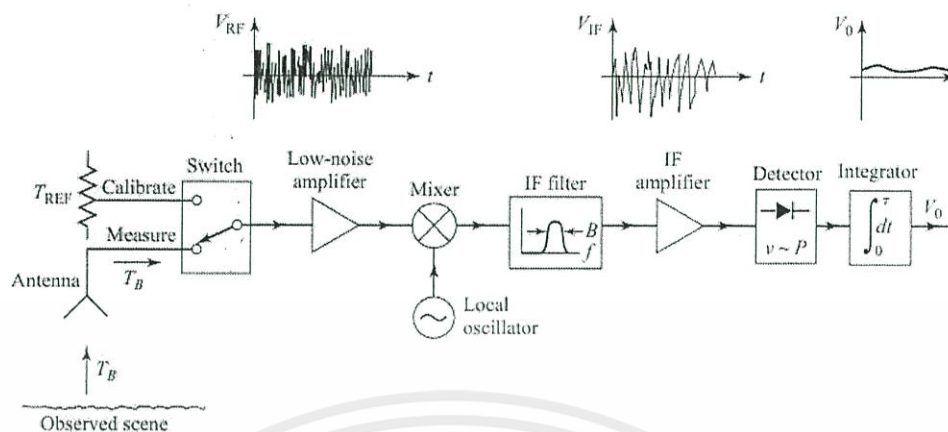 V_RF
t
V_IF
t
V_0
T_REF
Calibrate
Measure
T_B
Antenna
T_B
Observed scene
Switch
Low-noise
amplifier
Mixer
Local
oscillator
IF filter
B
f
IF
amplifier
Detector
v ~ P
Integrator
∫_0^τ dt
V_0